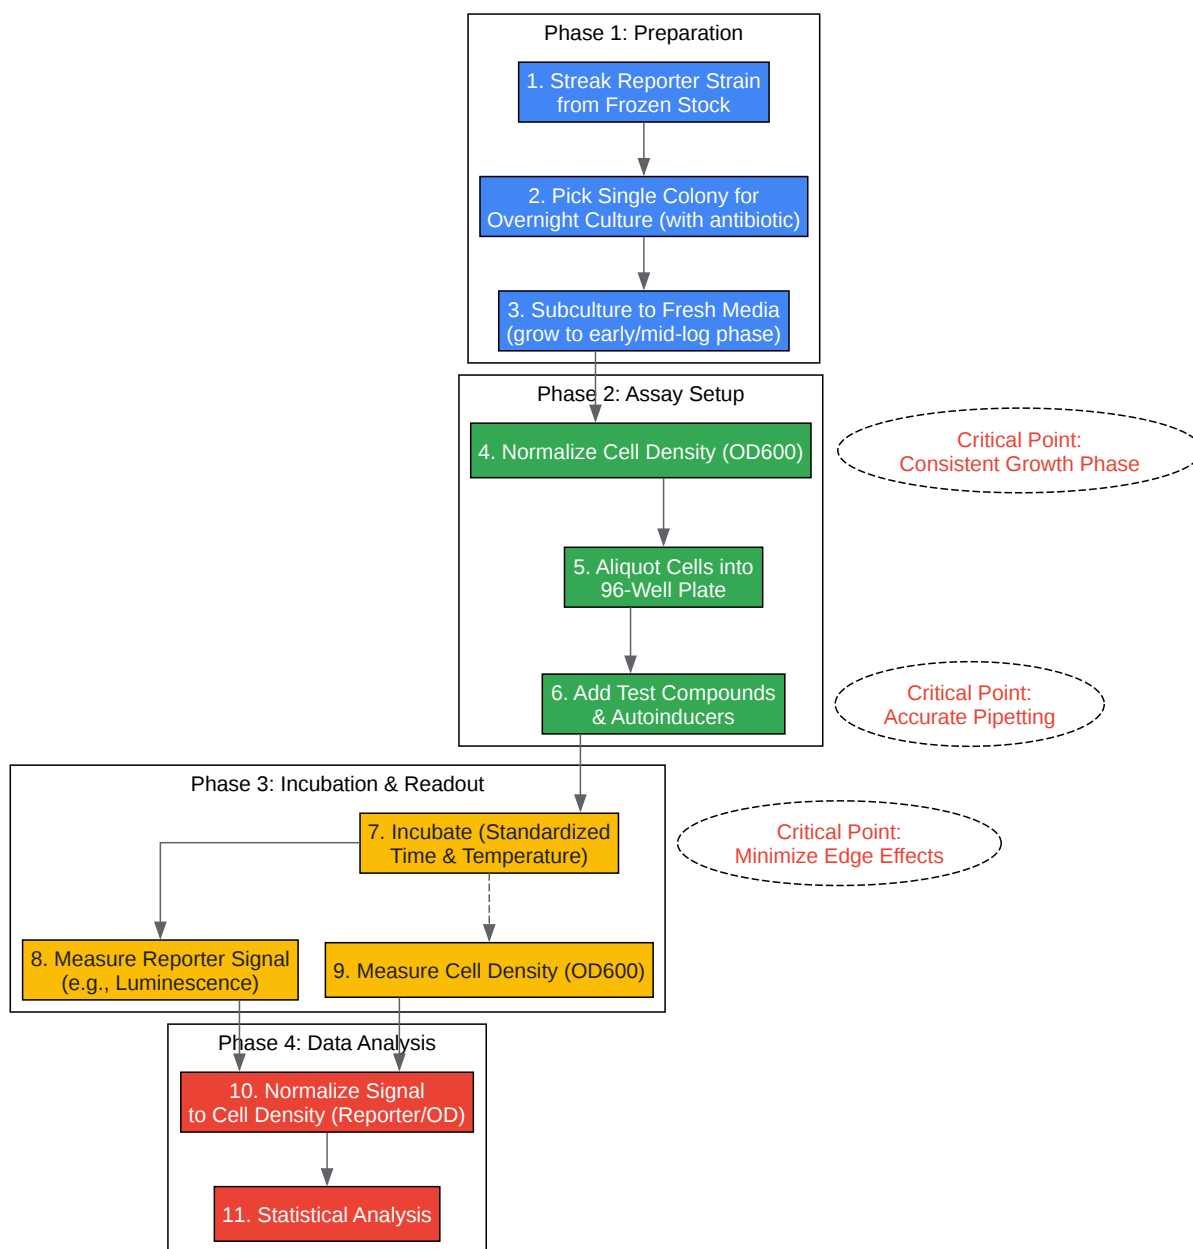 Phase 1: Preparation
1. Streak Reporter Strain
from Frozen Stock
2. Pick Single Colony for
Overnight Culture (with antibiotic)
3. Subculture to Fresh Media
(grow to early/mid-log phase)
Phase 2: Assay Setup
4. Normalize Cell Density (OD600)
Critical Point:
Consistent Growth Phase
5. Aliquot Cells into
96-Well Plate
6. Add Test Compounds
& Autoinducers
Critical Point:
Accurate Pipetting
Phase 3: Incubation & Readout
7. Incubate (Standardized
Time & Temperature)
Critical Point:
Minimize Edge Effects
8. Measure Reporter Signal
(e.g., Luminescence)
9. Measure Cell Density (OD600)
Phase 4: Data Analysis
10. Normalize Signal
to Cell Density (Reporter/OD)
11. Statistical Analysis